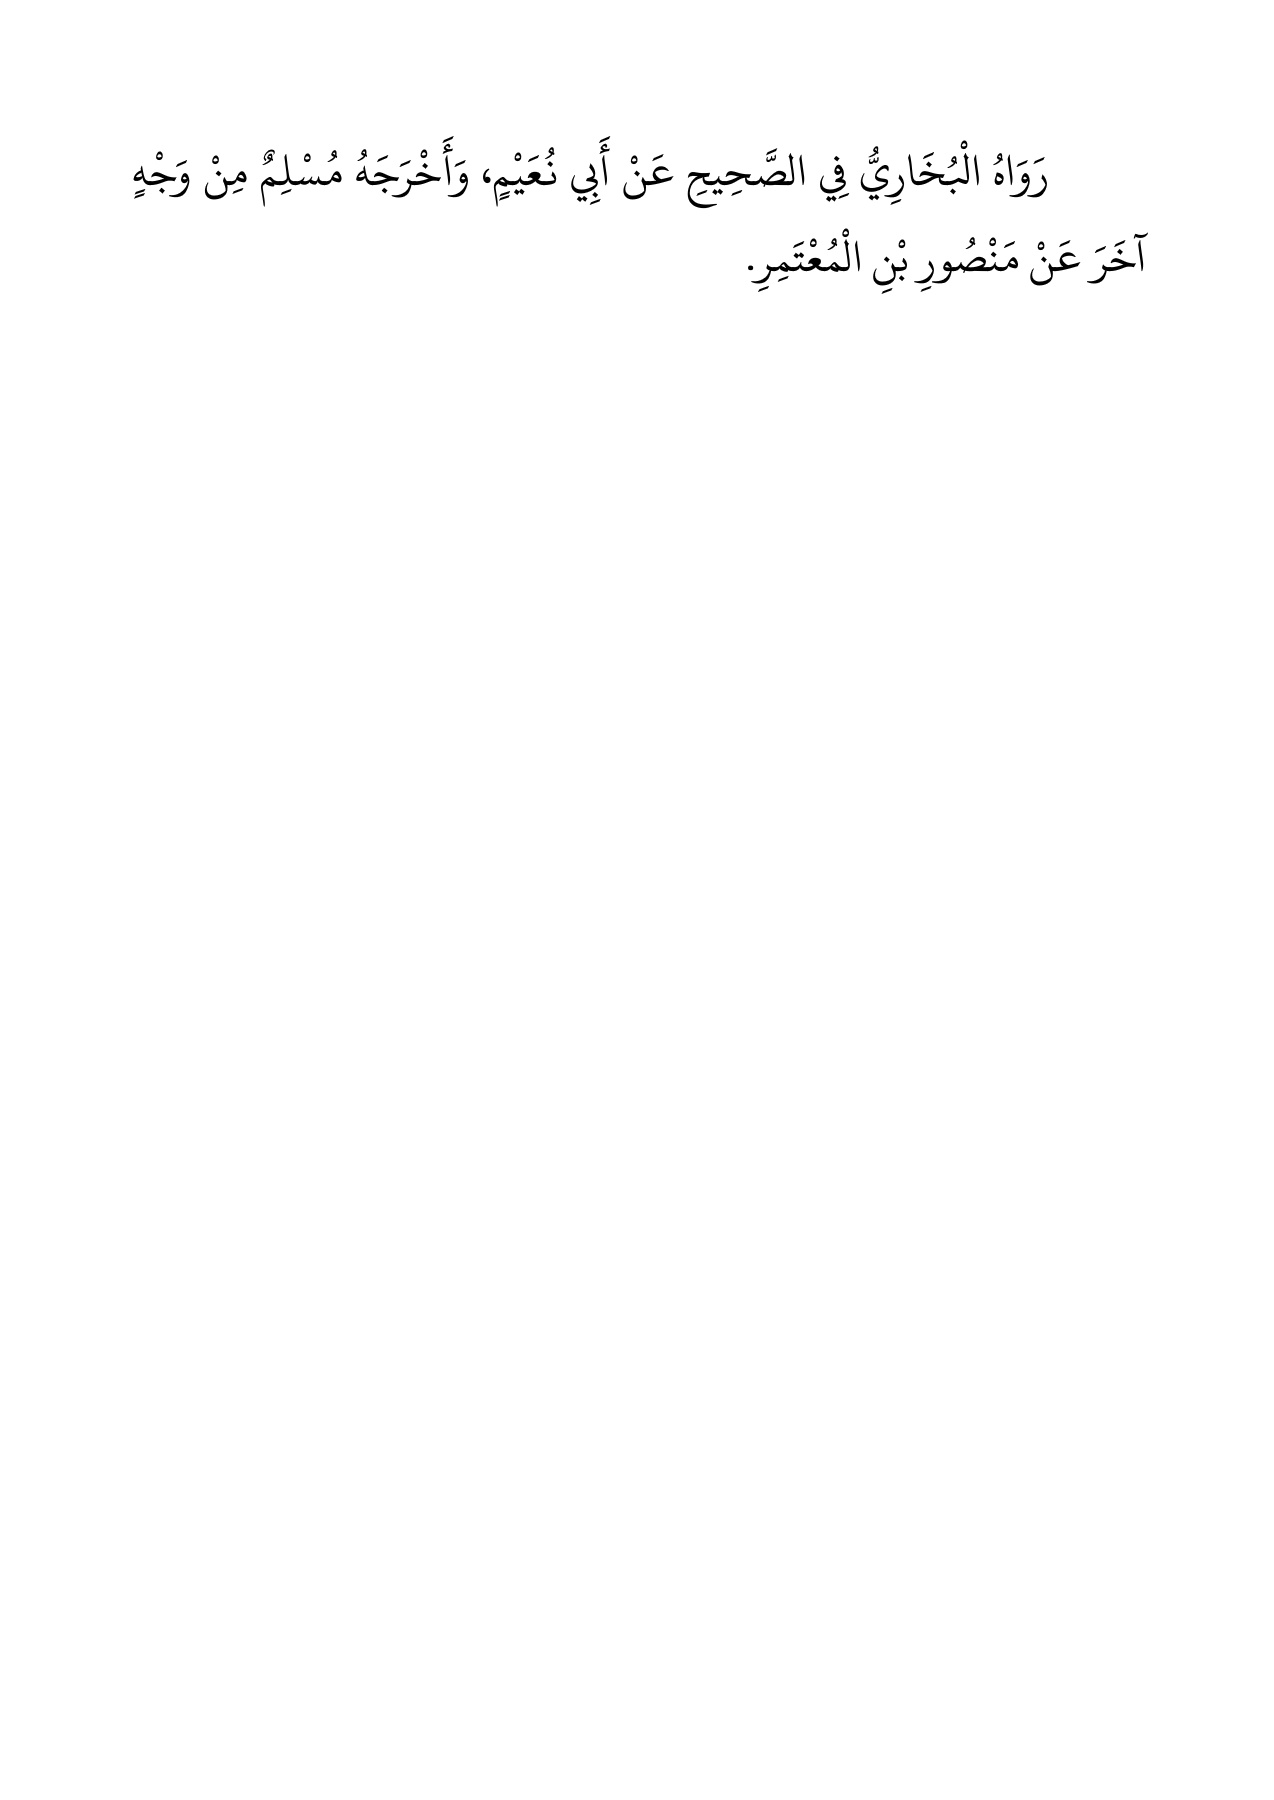 رَوَاهُ الْبُخَارِيُّ فِي الصَّحِيحِ عَنْ أَبِي نُعَيْمٍ، وَأَخْرَجَهُ مُسْلِمٌ مِنْ وَجْهٍ
آخَرَ عَنْ مَنْصُورِ بْنِ الْمُعْتَمِرِ.